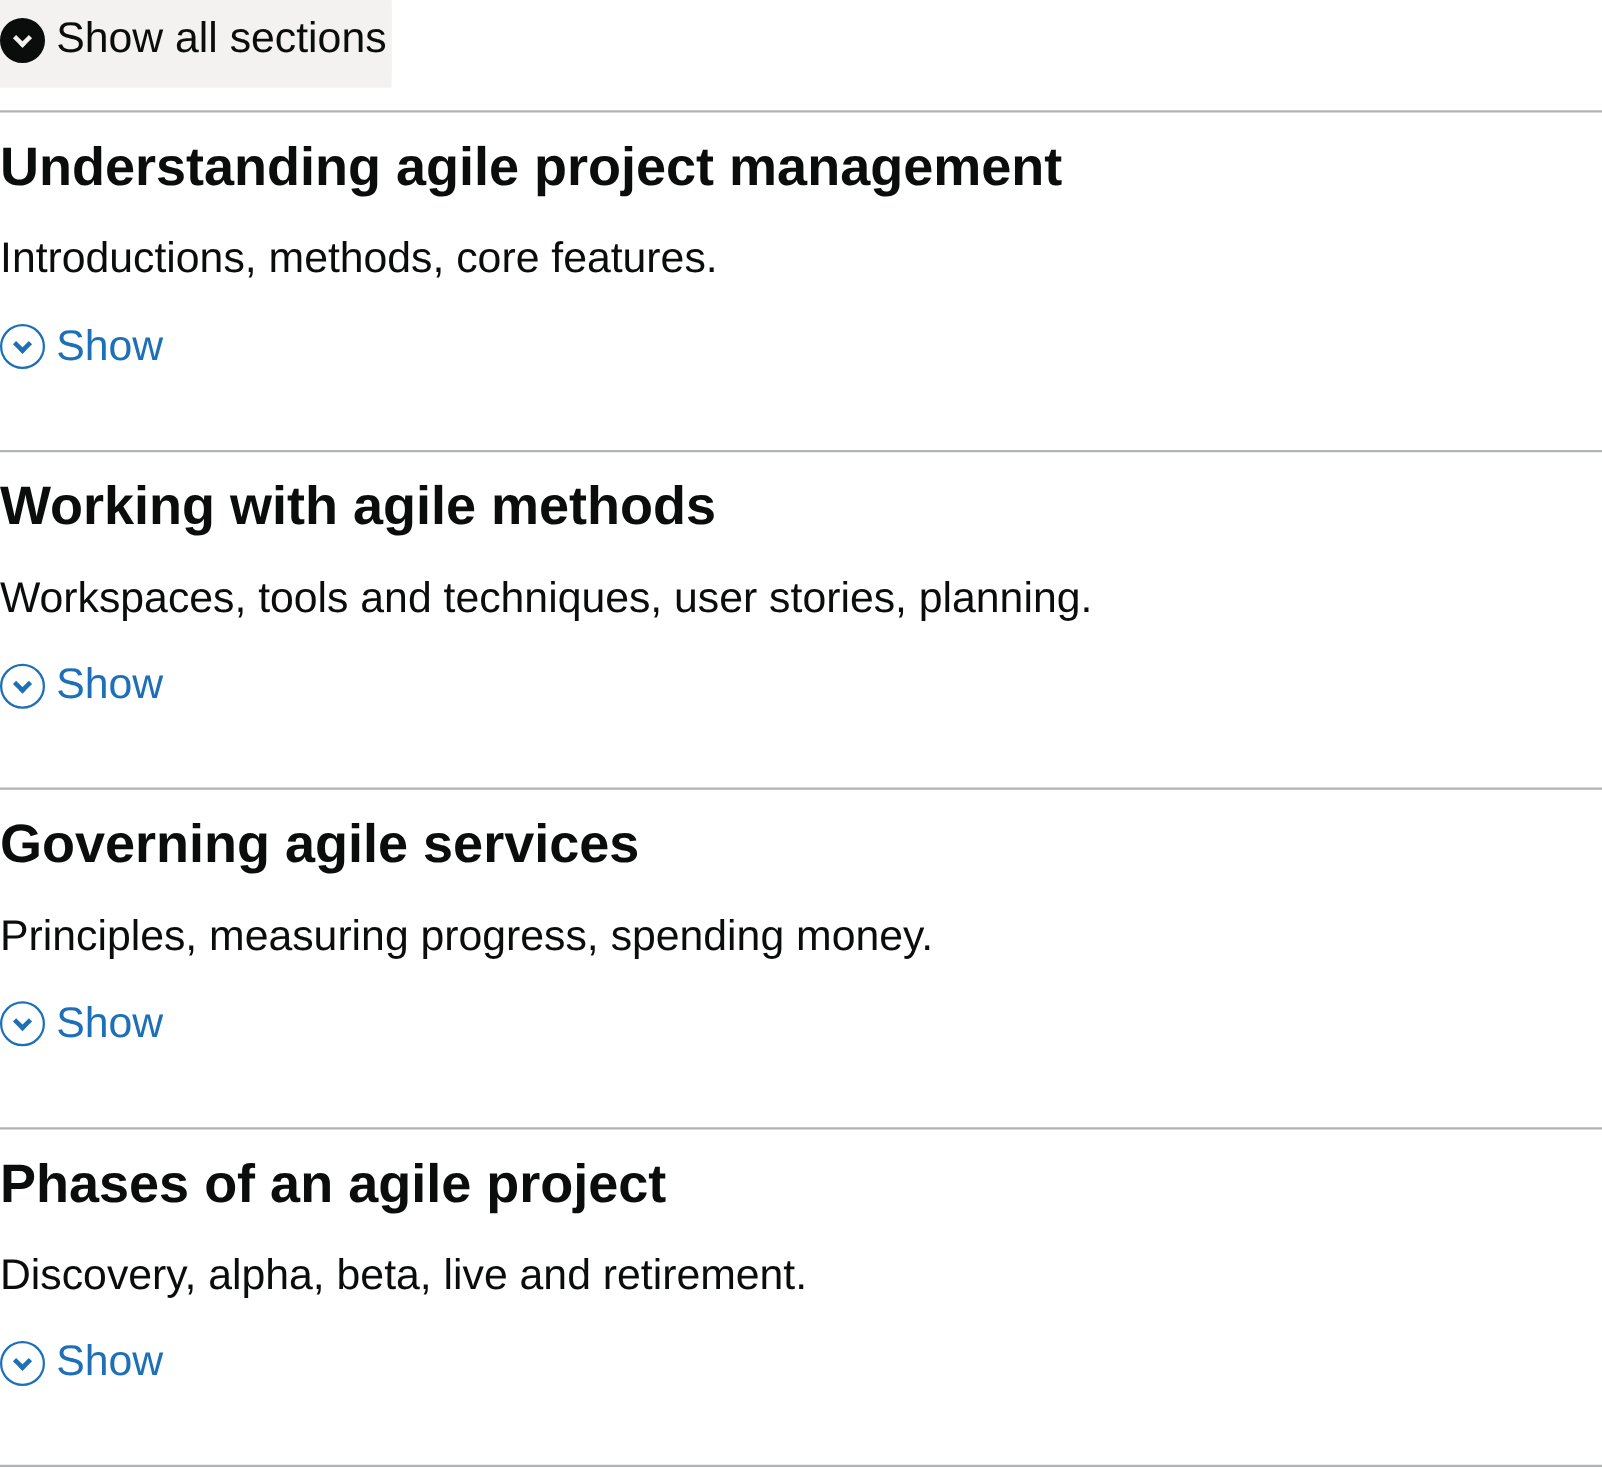 Show all sections
Understanding agile project management
Introductions, methods, core features.
Show
Working with agile methods
Workspaces, tools and techniques, user stories, planning.
Show
Governing agile services
Principles, measuring progress, spending money.
Show
Phases of an agile project
Discovery, alpha, beta, live and retirement.
Show